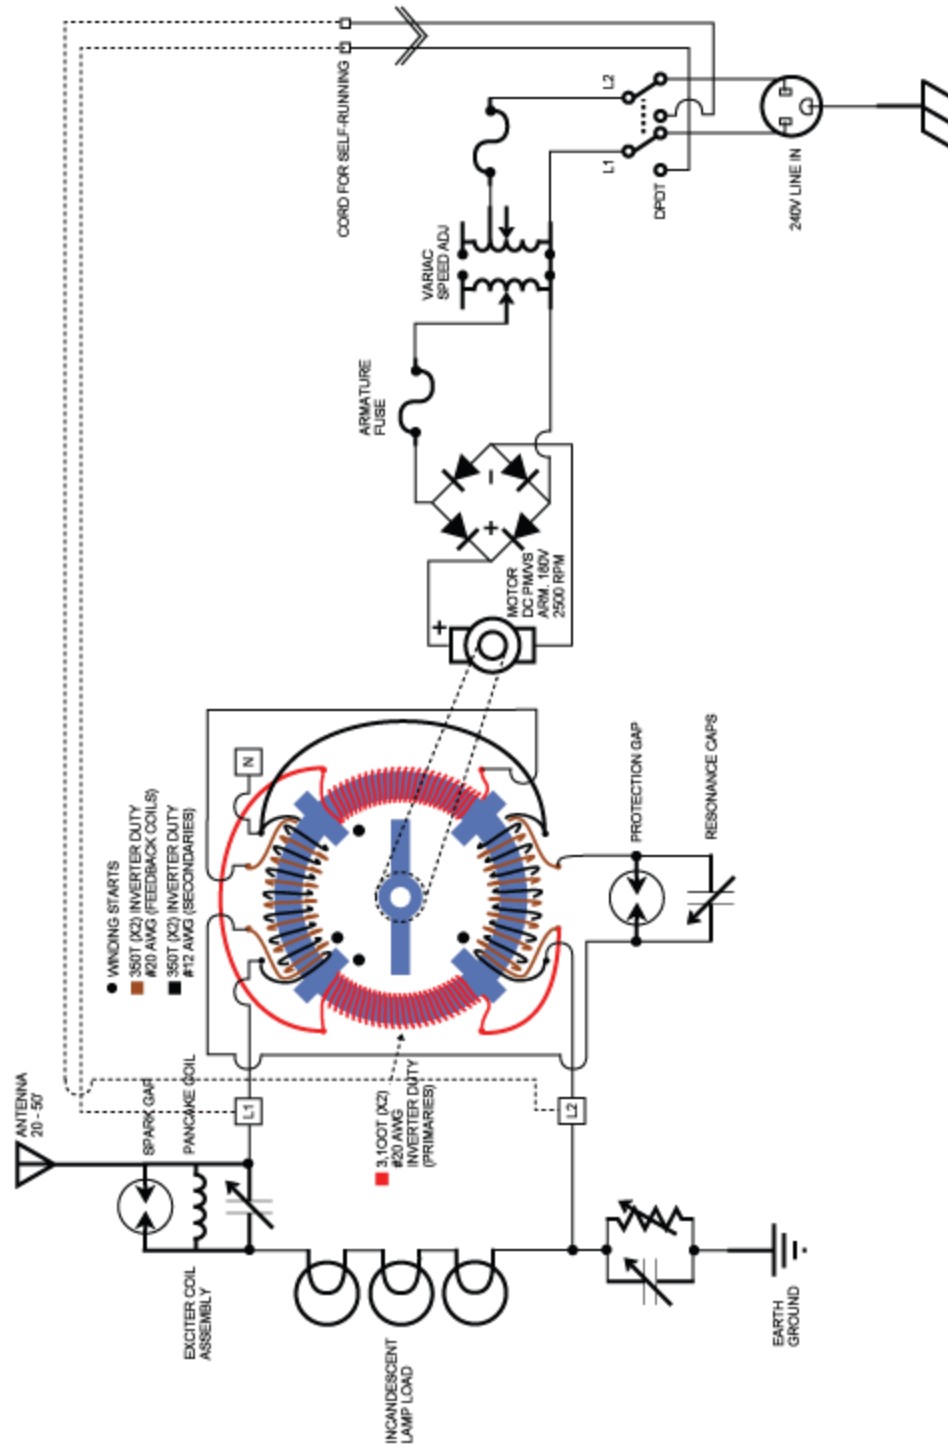 ANTENNA
20 - 50'
SPARK GAP
PANCAKE COIL
EXCITER COIL
ASSEMBLY
INCANDESCENT
LAMP LOAD
EARTH
GROUND
L1
L2
N
3,1OOT (X2)
#20 AWG
INVERTER DUTY
(PRIMARIES)
WINDING STARTS
350T (X2) INVERTER DUTY
#20 AWG (FEEDBACK COILS)
350T (X2) INVERTER DUTY
#12 AWG (SECONDARIES)
PROTECTION GAP
RESONANCE CAPS
+
MOTOR
DC PM/VS
ARM. 180V
2500 RPM
+
-
ARMATURE
FUSE
VARIAC
SPEED ADJ
CORD FOR SELF-RUNNING
L1
L2
DPDT
240V LINE IN